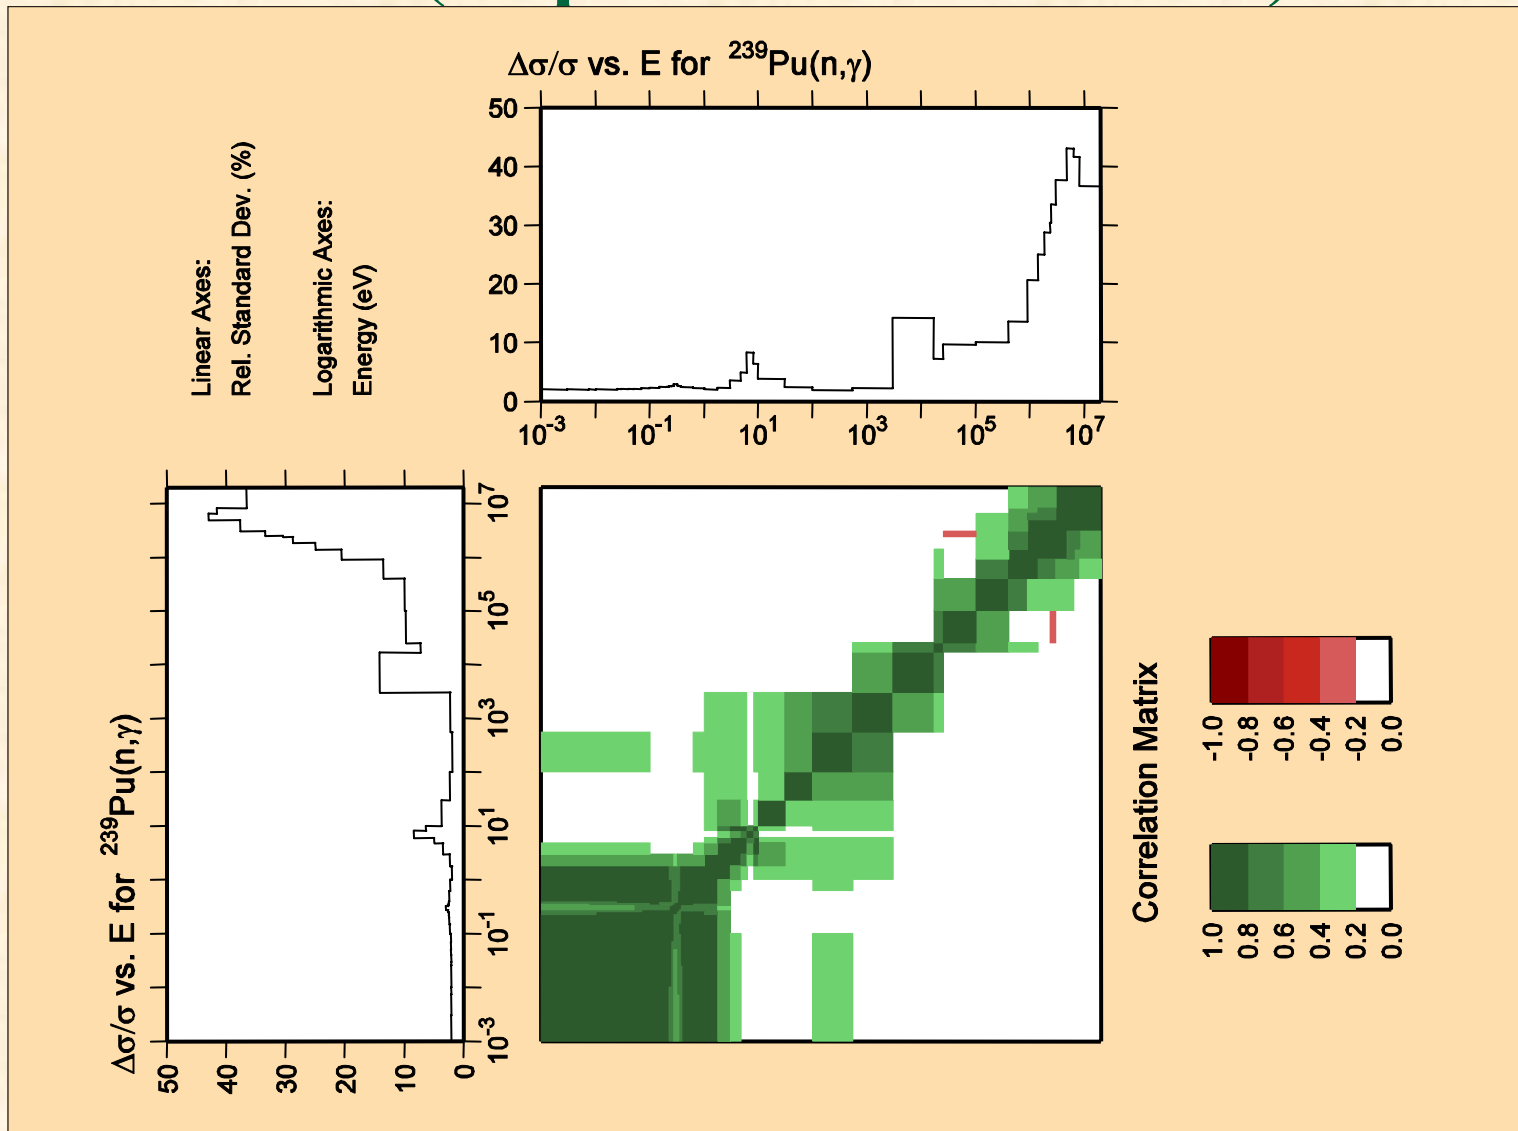 Δσ/σ vs. E for ²³⁹Pu(n,γ)
50
40
30
20
10
0
10⁻³ 10⁻¹ 10¹ 10³ 10⁵ 10⁷
Linear Axes:
Rel. Standard Dev. (%)
Logarithmic Axes:
Energy (eV)
Δσ/σ vs. E for ²³⁹Pu(n,γ)
50 40 30 20 10 0
10⁻³ 10⁻¹ 10¹ 10³ 10⁵ 10⁷
Correlation Matrix
-1.0 -0.8 -0.6 -0.4 -0.2 0.0
1.0 0.8 0.6 0.4 0.2 0.0